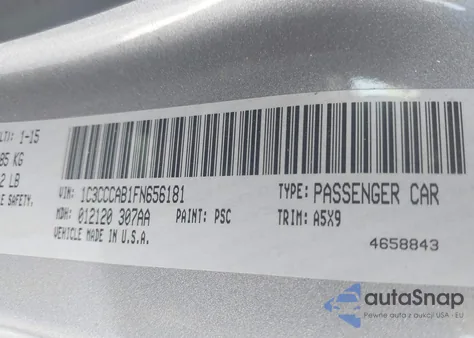 1-15
85 KG
2 LB
E SAFETY.
VIN: 1C3CCCAB1FN656181
TYPE: PASSENGER CAR
MDH: 012120 307AA
PAINT: PSC
TRIM: A5X9
VEHICLE MADE IN U.S.A.
4658843
autoSnap
Pewne auta z aukcji USA - EU